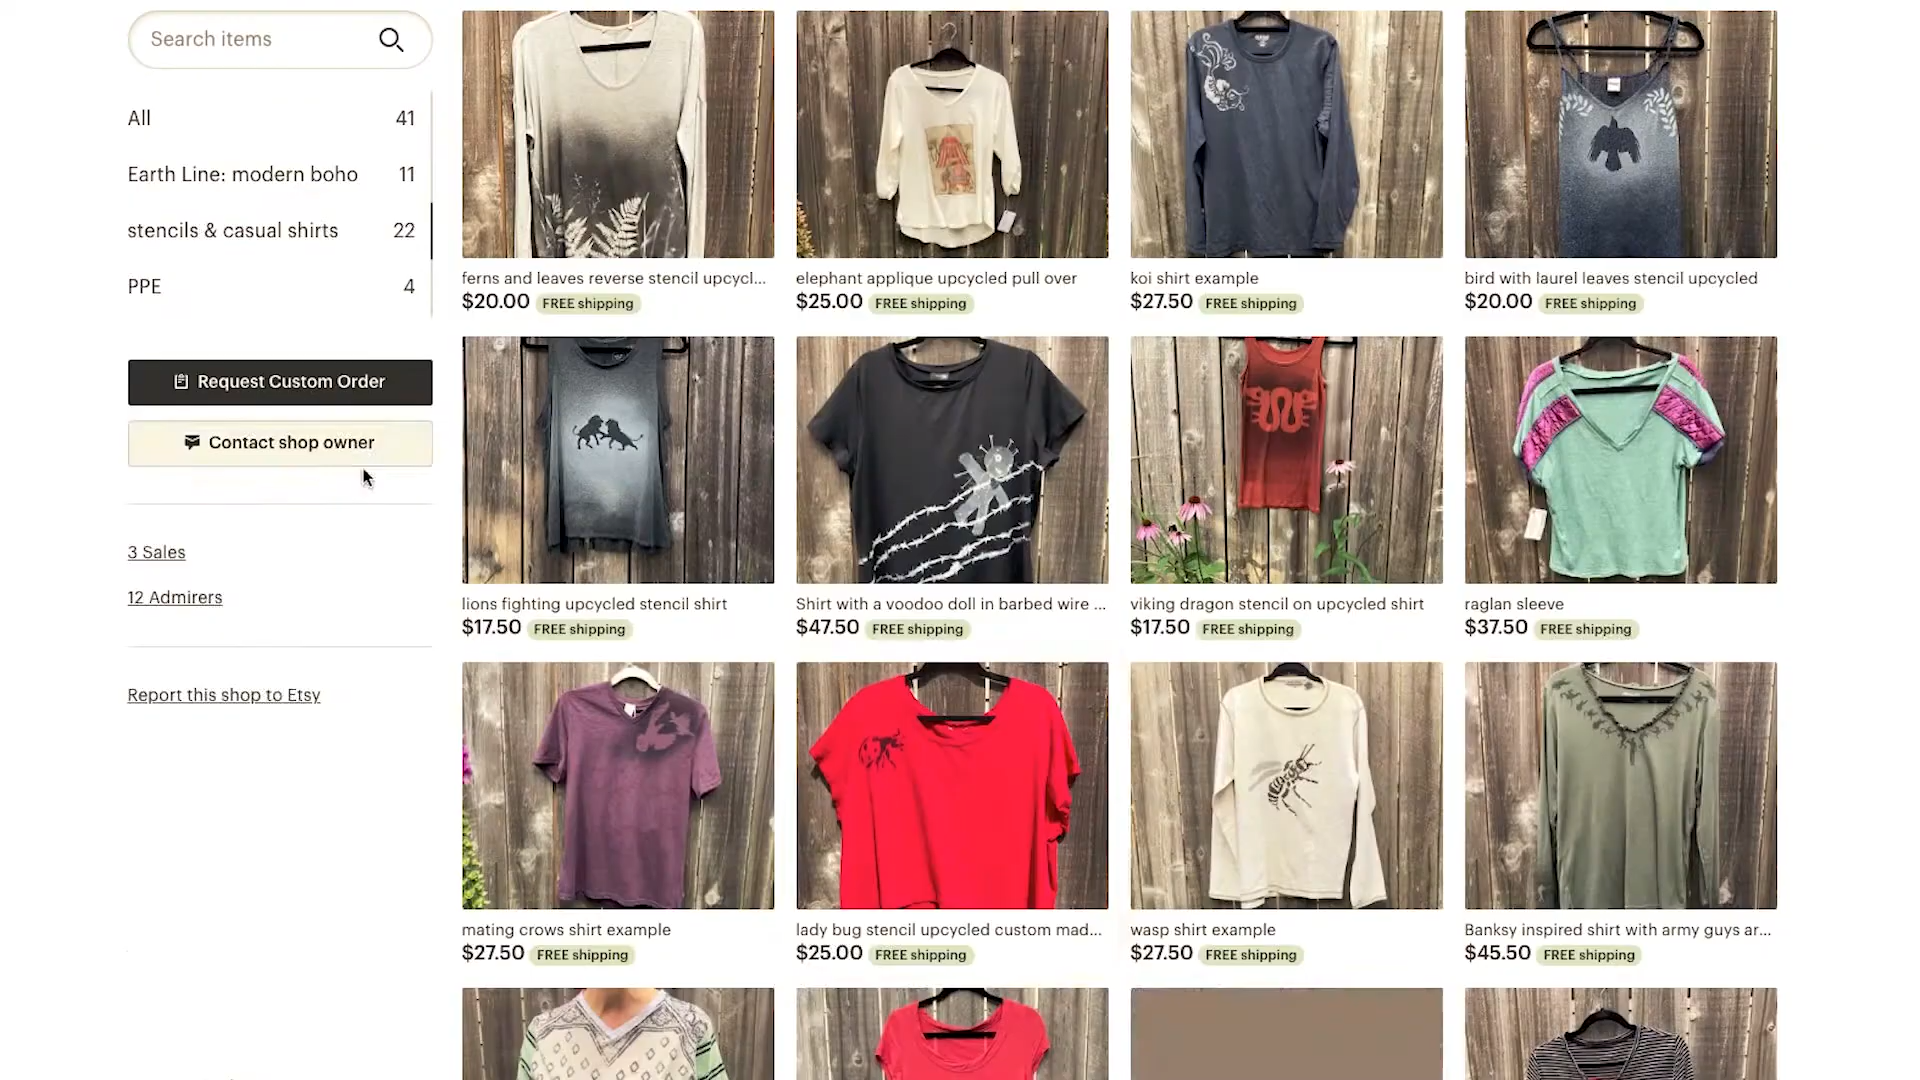 Search items
All 41
Earth Line: modern boho 11
stencils & casual shirts 22
PPE 4
Request Custom Order
Contact shop owner
3 Sales
12 Admirers
Report this shop to Etsy
ferns and leaves reverse stencil upcycl...
$20.00 FREE shipping
elephant applique upcycled pull over
$25.00 FREE shipping
koi shirt example
$27.50 FREE shipping
bird with laurel leaves stencil upcycled
$20.00 FREE shipping
lions fighting upcycled stencil shirt
$17.50 FREE shipping
Shirt with a voodoo doll in barbed wire ...
$47.50 FREE shipping
viking dragon stencil on upcycled shirt
$17.50 FREE shipping
raglan sleeve
$37.50 FREE shipping
mating crows shirt example
$27.50 FREE shipping
lady bug stencil upcycled custom mad...
$25.00 FREE shipping
wasp shirt example
$27.50 FREE shipping
Banksy inspired shirt with army guys ar...
$45.50 FREE shipping